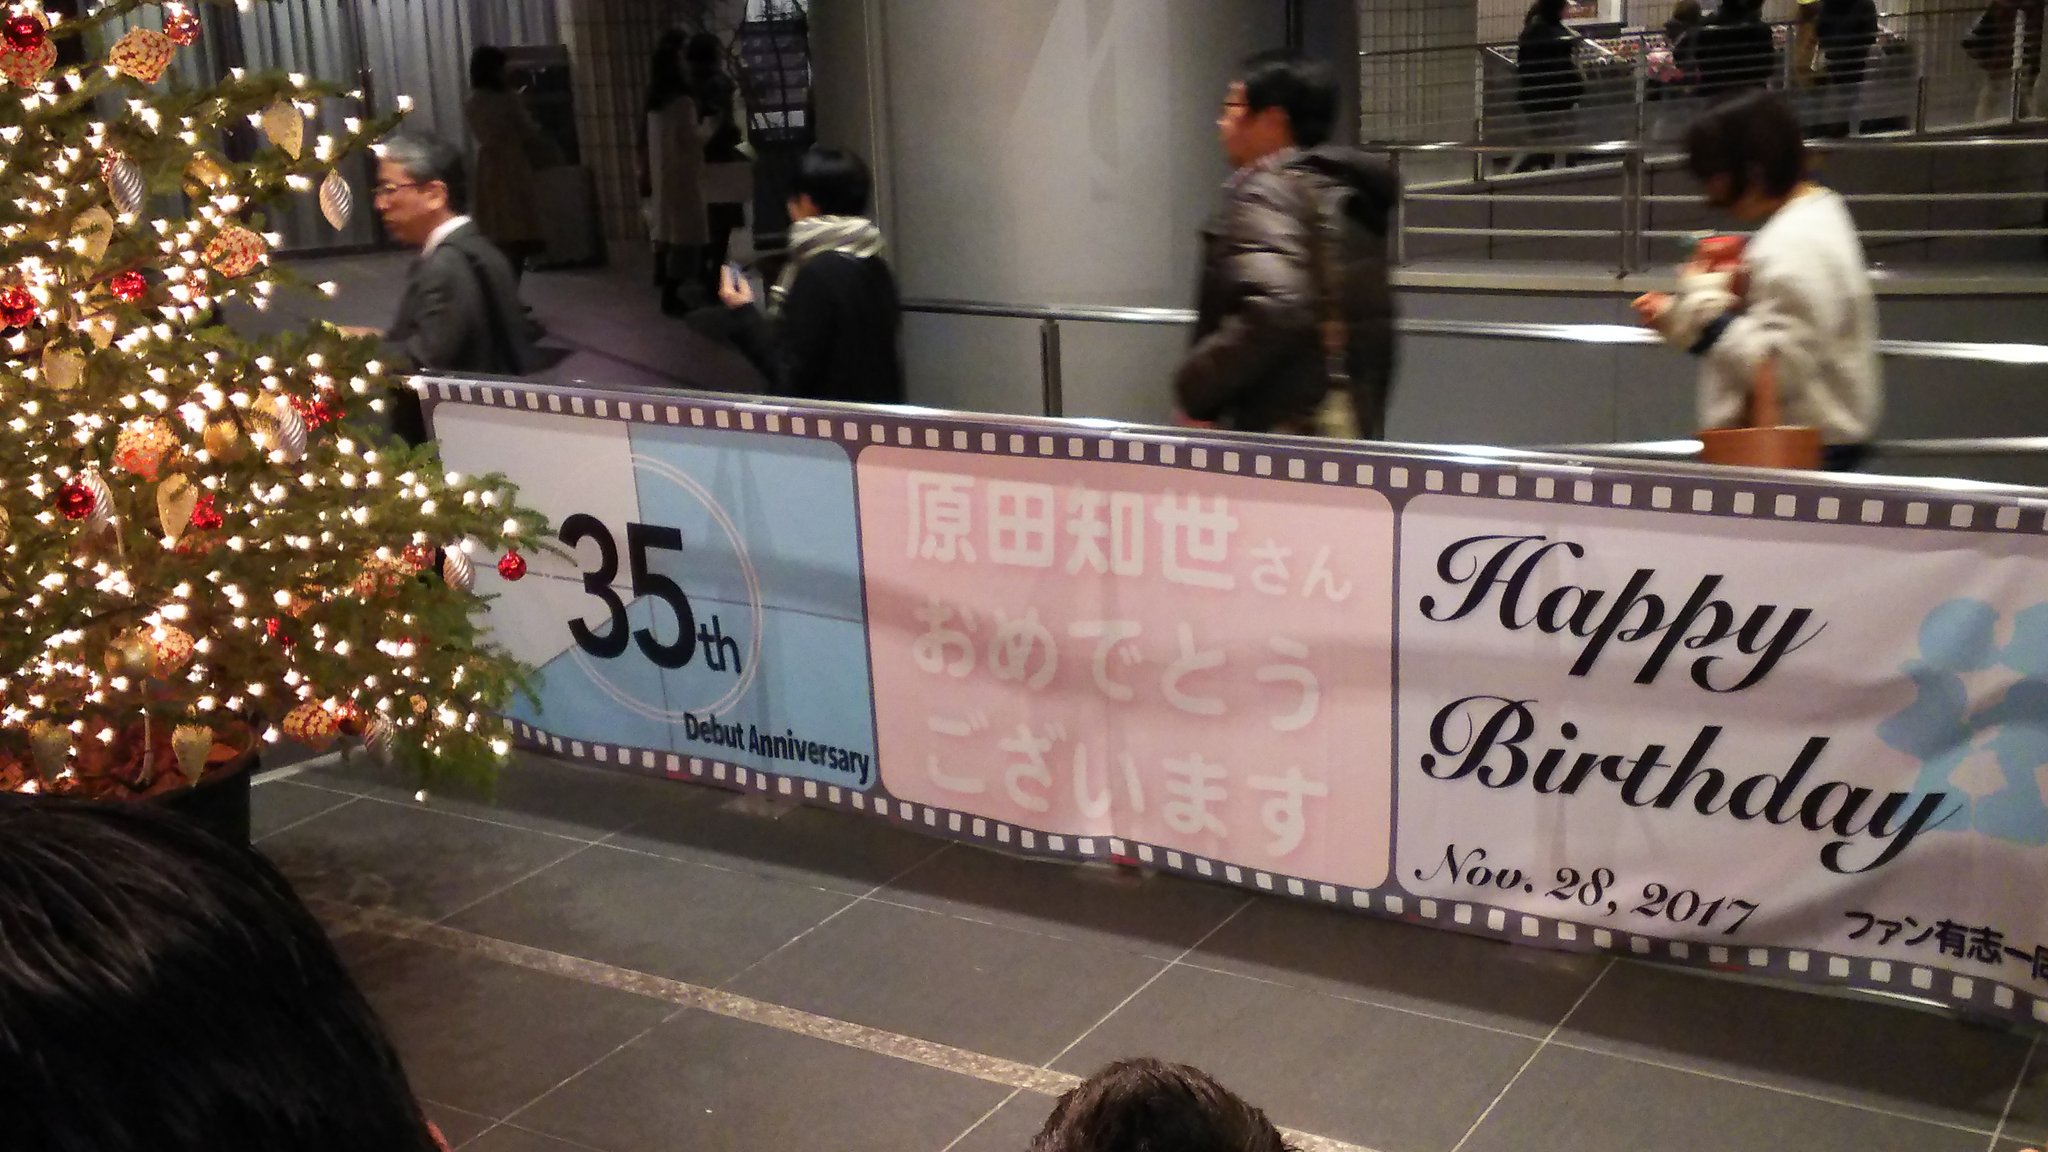 35th
Debut Anniversary
原田知世さん
おめでとう
ございます
Happy
Birthday
Nov. 28, 2017
ファン有志一同